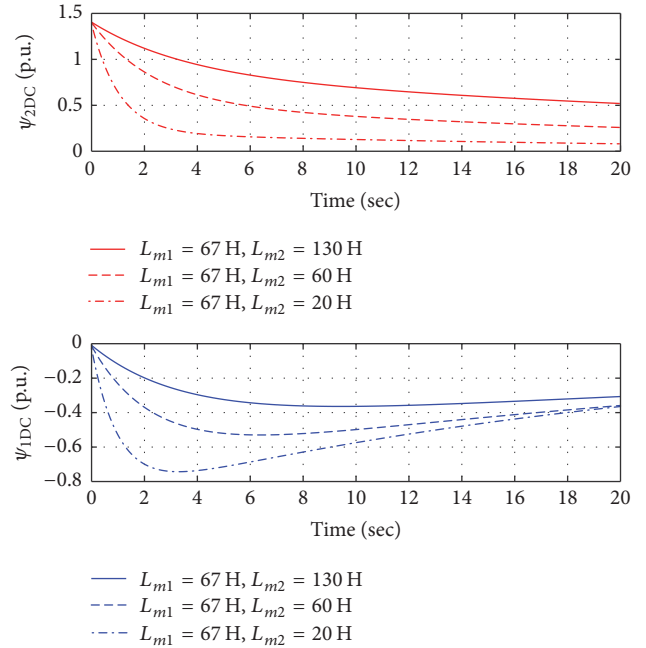 ψ2DC (p.u.)
1.5
1
0.5
0
0 2 4 6 8 10 12 14 16 18 20
Time (sec)
Lm1 = 67 H, Lm2 = 130 H
Lm1 = 67 H, Lm2 = 60 H
Lm1 = 67 H, Lm2 = 20 H
ψ1DC (p.u.)
0
−0.2
−0.4
−0.6
−0.8
0 2 4 6 8 10 12 14 16 18 20
Time (sec)
Lm1 = 67 H, Lm2 = 130 H
Lm1 = 67 H, Lm2 = 60 H
Lm1 = 67 H, Lm2 = 20 H